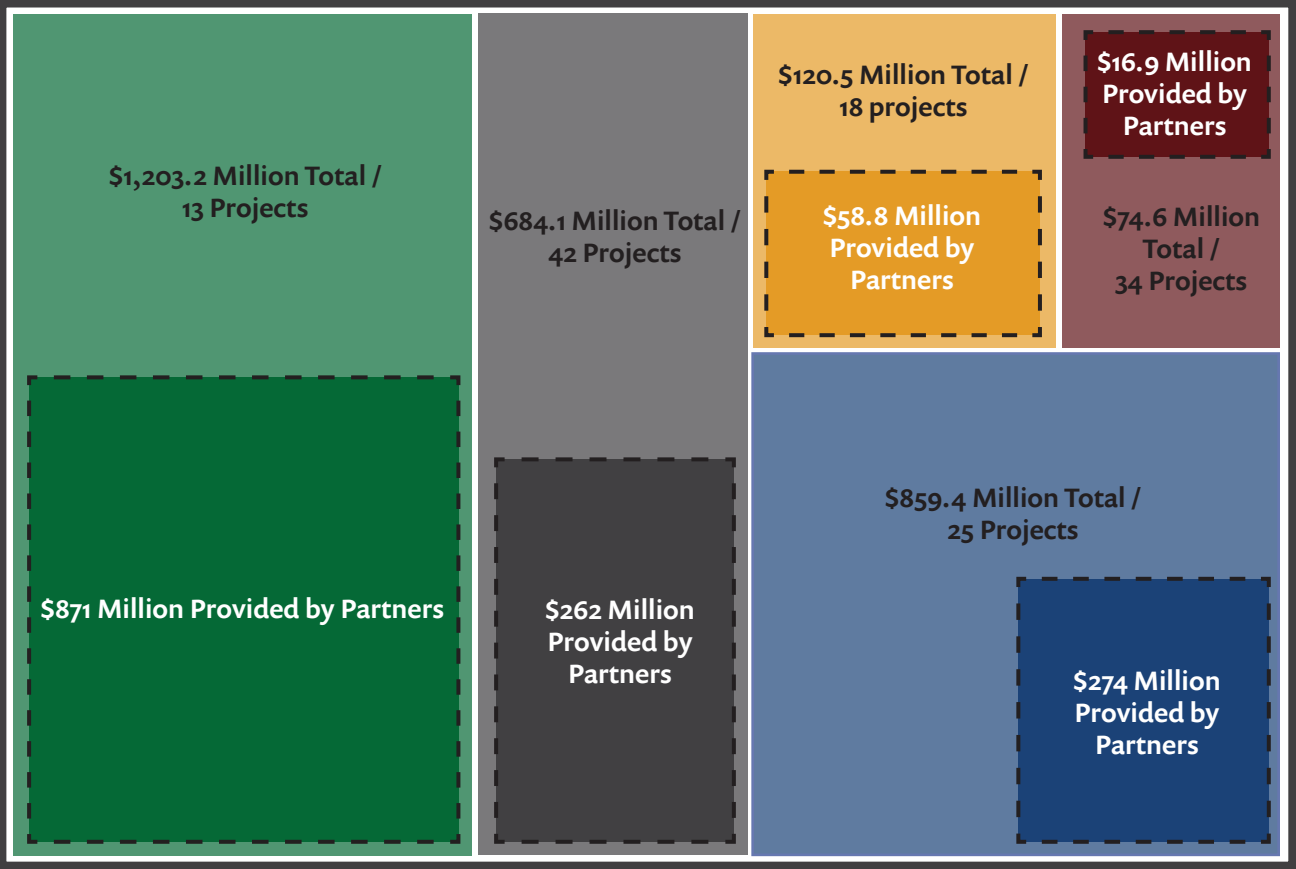 $1,203.2 Million Total /
13 Projects
$871 Million Provided by Partners
$684.1 Million Total /
42 Projects
$262 Million
Provided by
Partners
$120.5 Million Total /
18 projects
$58.8 Million
Provided by
Partners
$16.9 Million
Provided by
Partners
$74.6 Million
Total /
34 Projects
$859.4 Million Total /
25 Projects
$274 Million
Provided by
Partners